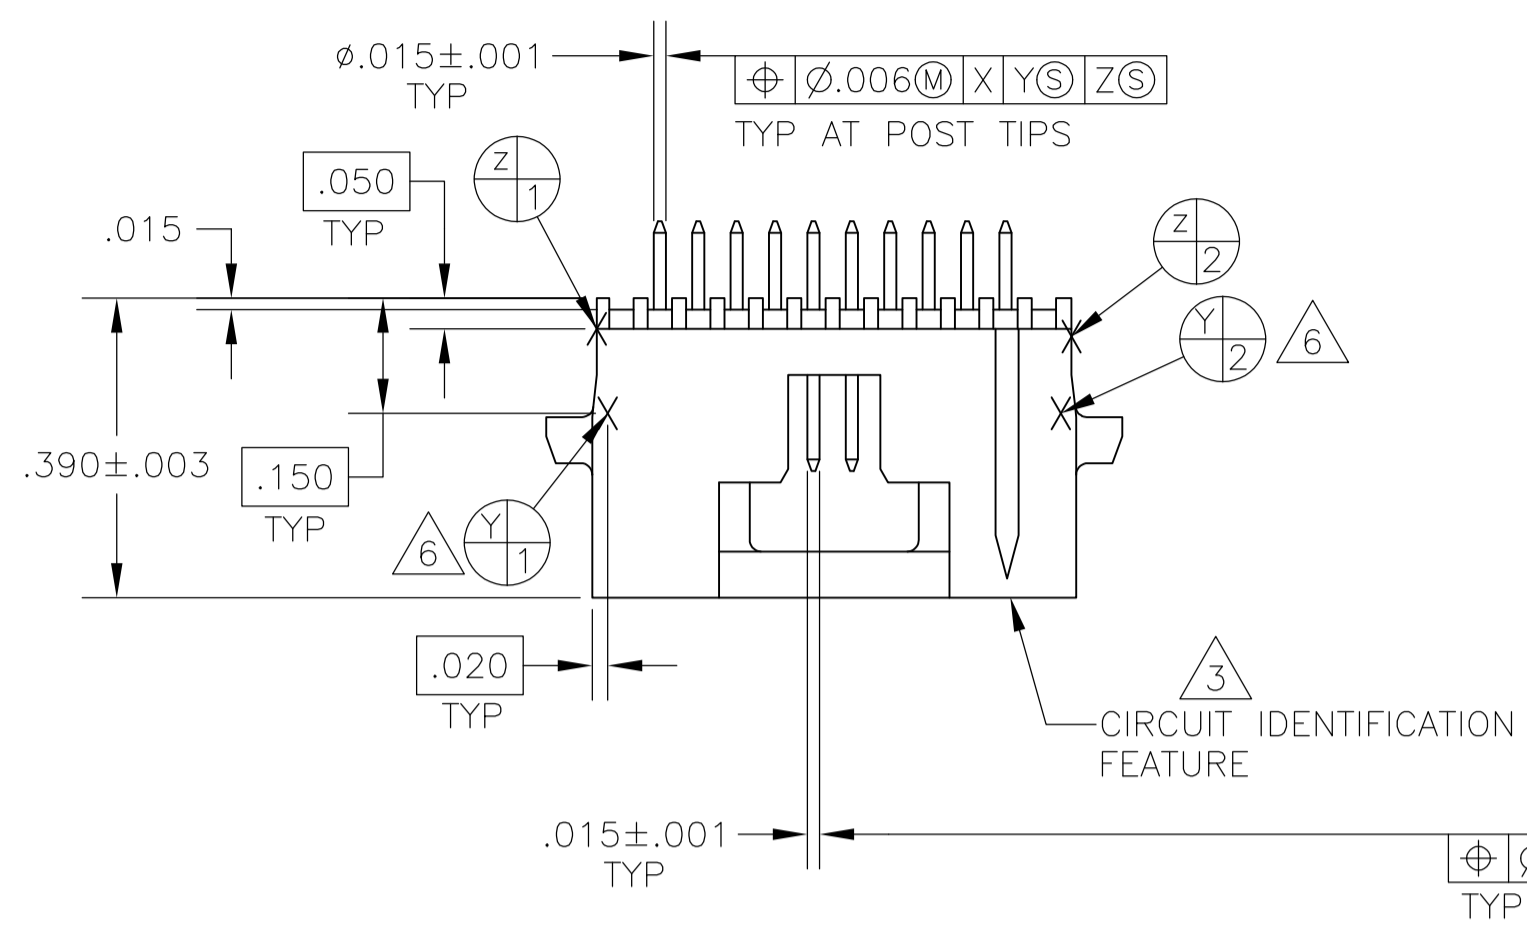 ⌀.015±.001
TYP
⌖ ⌀.006Ⓜ X YⓈ ZⓈ
TYP AT POST TIPS
.050
TYP
Z
1
.015
Z
2
Y
2
6
.390±.003
.150
TYP
6
Y
1
.020
TYP
3
CIRCUIT IDENTIFICATION
FEATURE
.015±.001
TYP
⌖
TYP